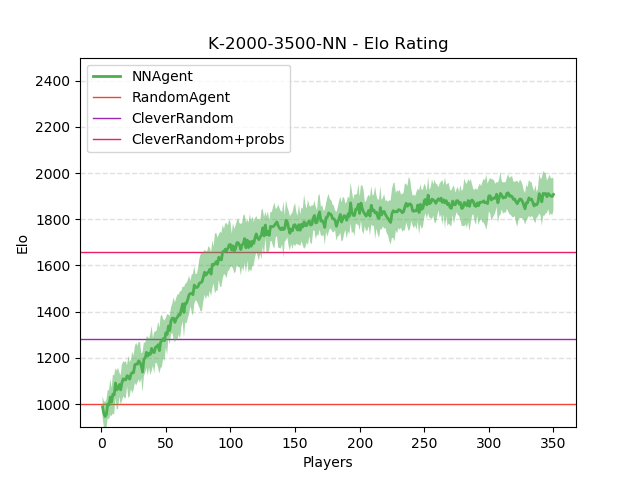 K-2000-3500-NN - Elo Rating
NNAgent
RandomAgent
CleverRandom
CleverRandom+probs
2400
2200
2000
1800
1600
1400
1200
1000
Elo
0 50 100 150 200 250 300 350
Players